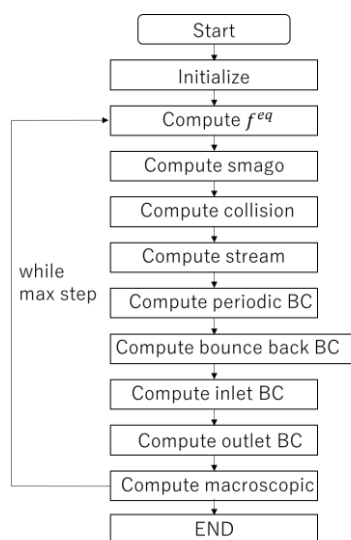 Start
Initialize
Compute f^{eq}
Compute smago
Compute collision
Compute stream
while
max step
Compute periodic BC
Compute bounce back BC
Compute inlet BC
Compute outlet BC
Compute macroscopic
END